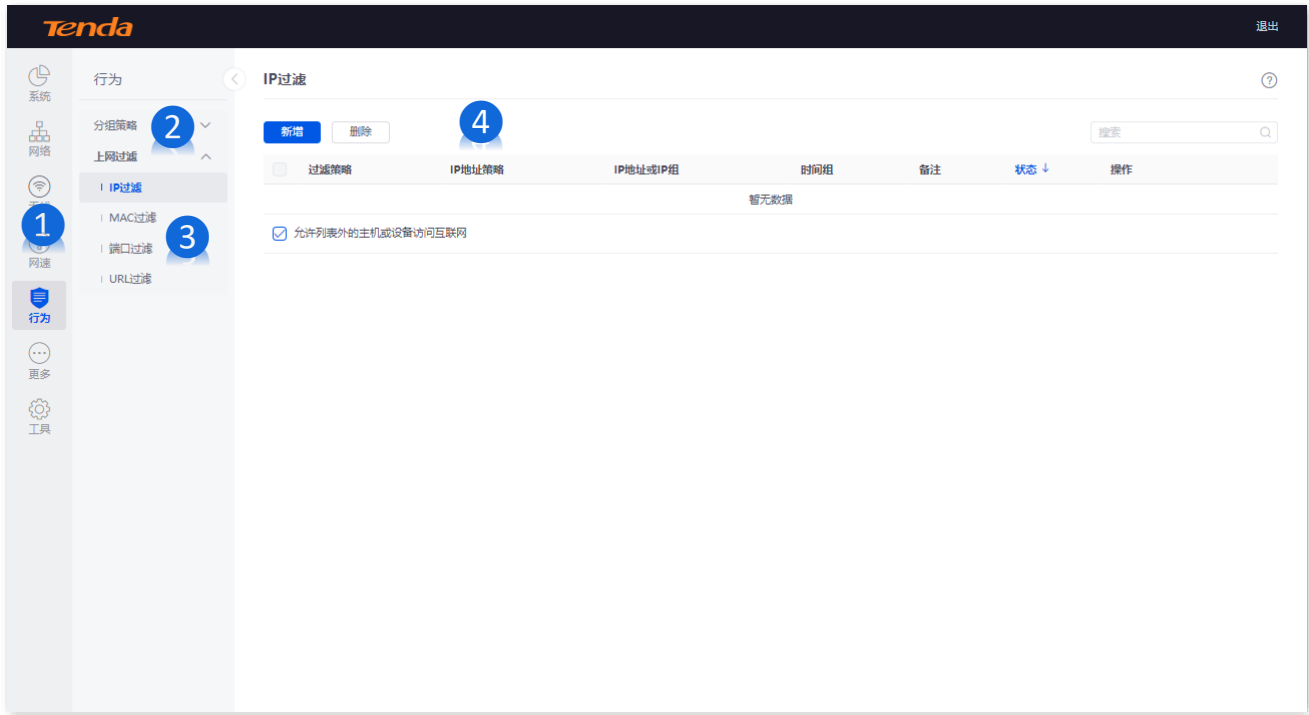 Tenda
退出
系统
网络
1
网速
行为
更多
工具
行为
分组策略
2
上网过滤
IP过滤
MAC过滤
3
端口过滤
URL过滤
IP过滤
新增
删除
4
搜索
过滤策略 IP地址策略 IP地址或IP组 时间组 备注 状态 操作
暂无数据
允许列表外的主机或设备访问互联网